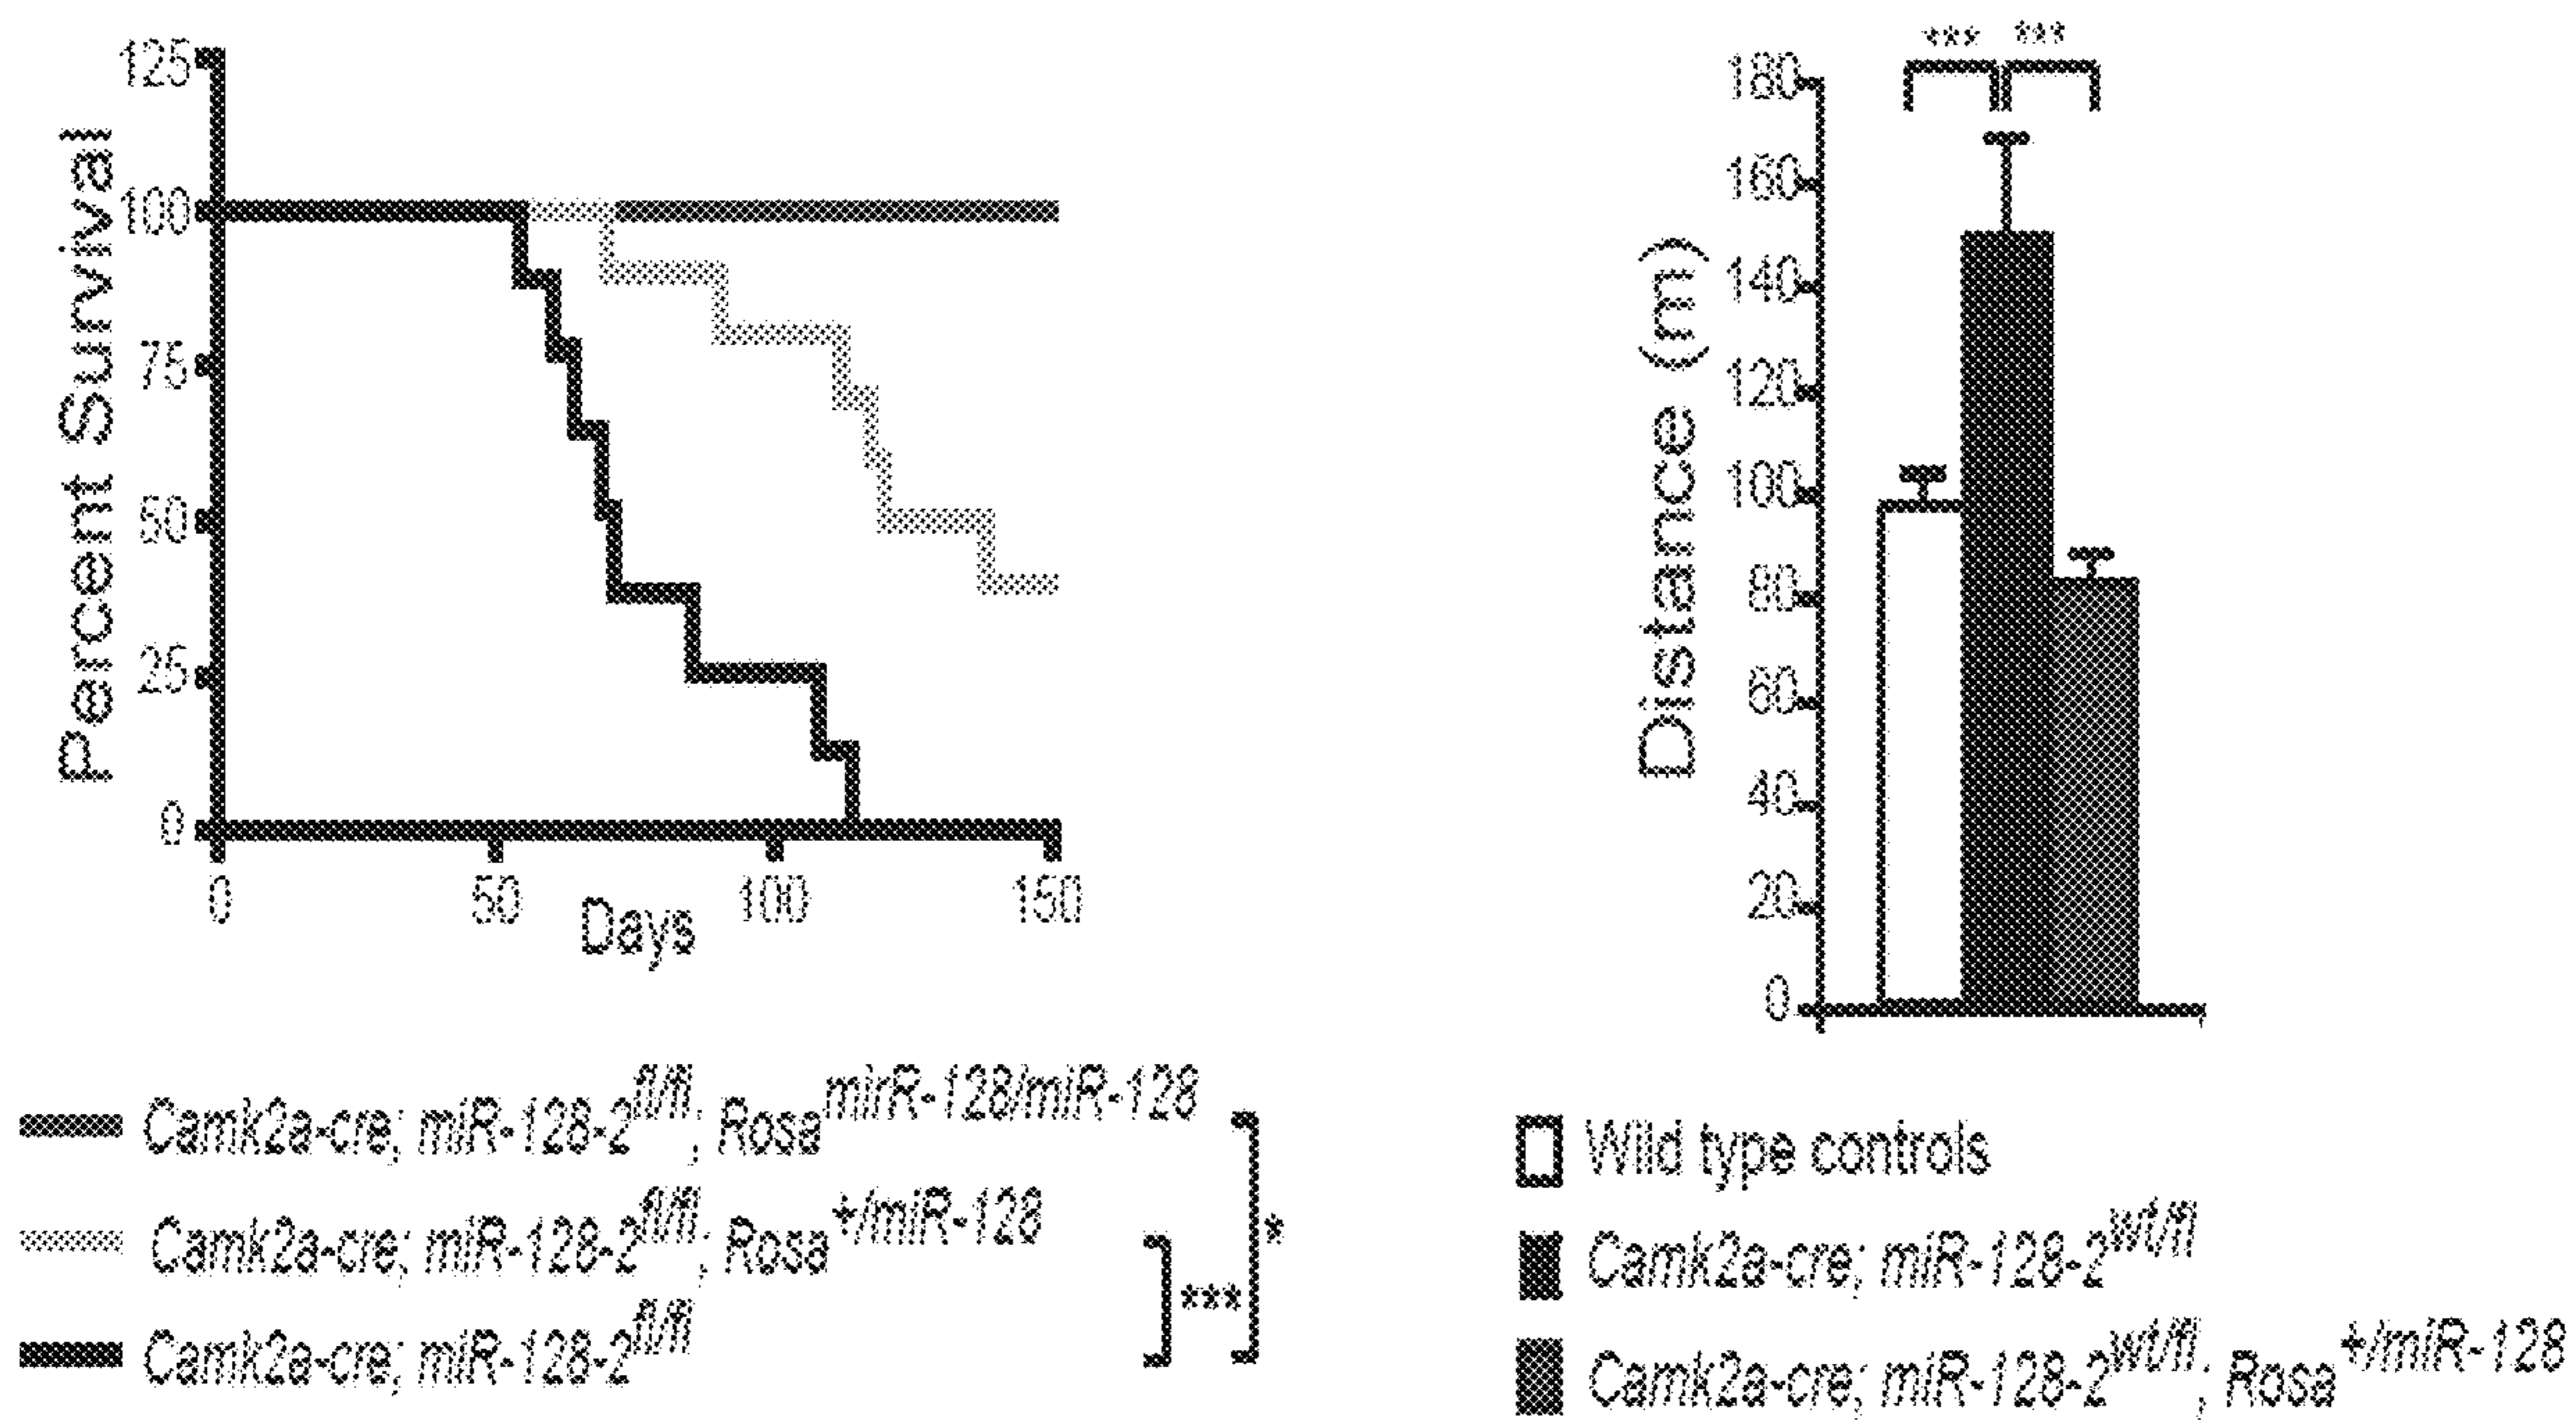 Percent Survival
125
100
75
50
25
0
0
50
100
150
Days
Camk2a-cre; miR-128-2fl/fl; RosamirR-128/miR-128
Camk2a-cre; miR-128-2fl/fl; Rosa+/miR-128
Camk2a-cre; miR-128-2fl/fl
***
*
Distance (m)
*** ***
180
160
140
120
100
80
60
40
20
0
Wild type controls
Camk2a-cre; miR-128-2wt/fl
Camk2a-cre; miR-128-2wt/fl; Rosa+/miR-128